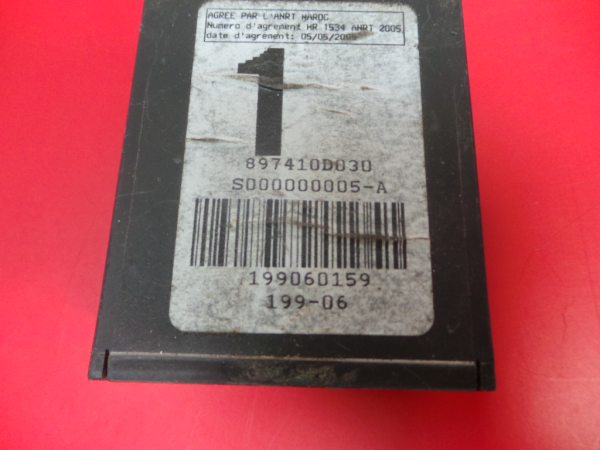 AGREE PAR L'ANRT MAROC
Numero d'agrement MR 1534 ANRT 2005
date d'agrement: 05/05/2005
1
897410D030
S000000005-A
199060159
199-06